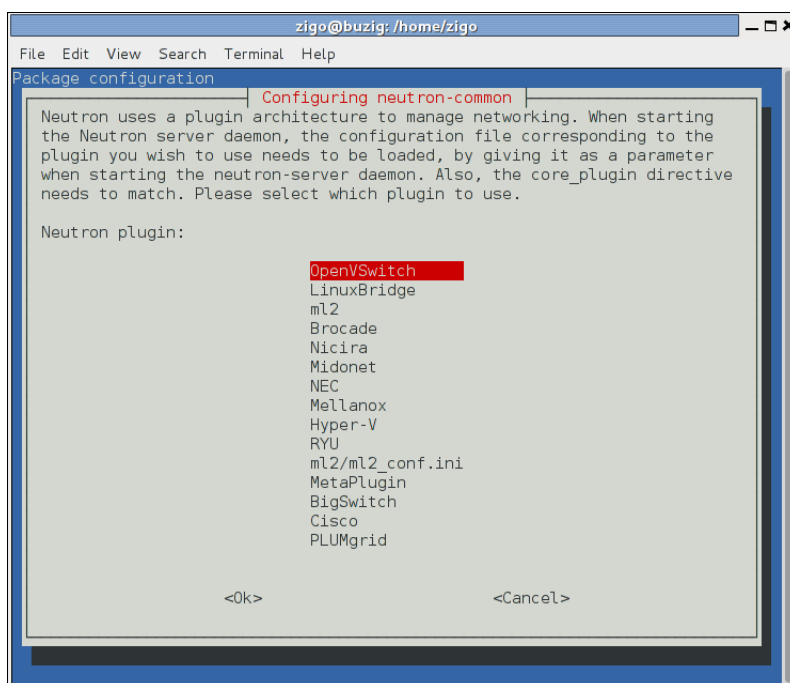 zigo@buzig: /home/zigo
File Edit View Search Terminal Help
Package configuration
Configuring neutron-common
Neutron uses a plugin architecture to manage networking. When starting
the Neutron server daemon, the configuration file corresponding to the
plugin you wish to use needs to be loaded, by giving it as a parameter
when starting the neutron-server daemon. Also, the core_plugin directive
needs to match. Please select which plugin to use.
Neutron plugin:
OpenVSwitch
LinuxBridge
ml2
Brocade
Nicira
Midonet
NEC
Mellanox
Hyper-V
RYU
ml2/ml2_conf.ini
MetaPlugin
BigSwitch
Cisco
PLUMgrid
<Ok> <Cancel>